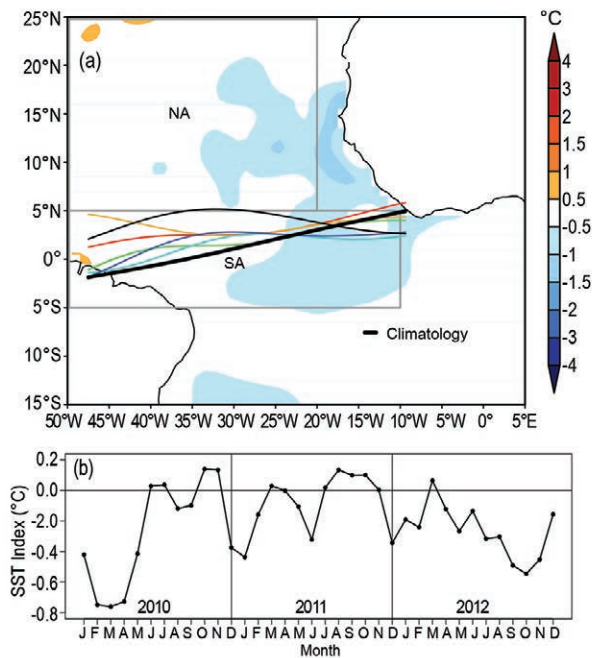 °C
(a)
25°N
20°N
15°N
10°N
5°N
0°
5°S
10°S
15°S
NA
SA
Climatology
4
3
2
1
0.5
-0.5
-1
-1.5
-2
-3
-4
50°W 45°W 40°W 35°W 30°W 25°W 20°W 15°W 10°W 5°W 0° 5°E
(b)
SST Index (°C)
0.2
0.0
-2.0
-0.4
-0.6
-0.8
2010 2011 2012
J F M A M J J A S O N D J F M A M J J A S O N D J F M A M J J A S O N D
Month